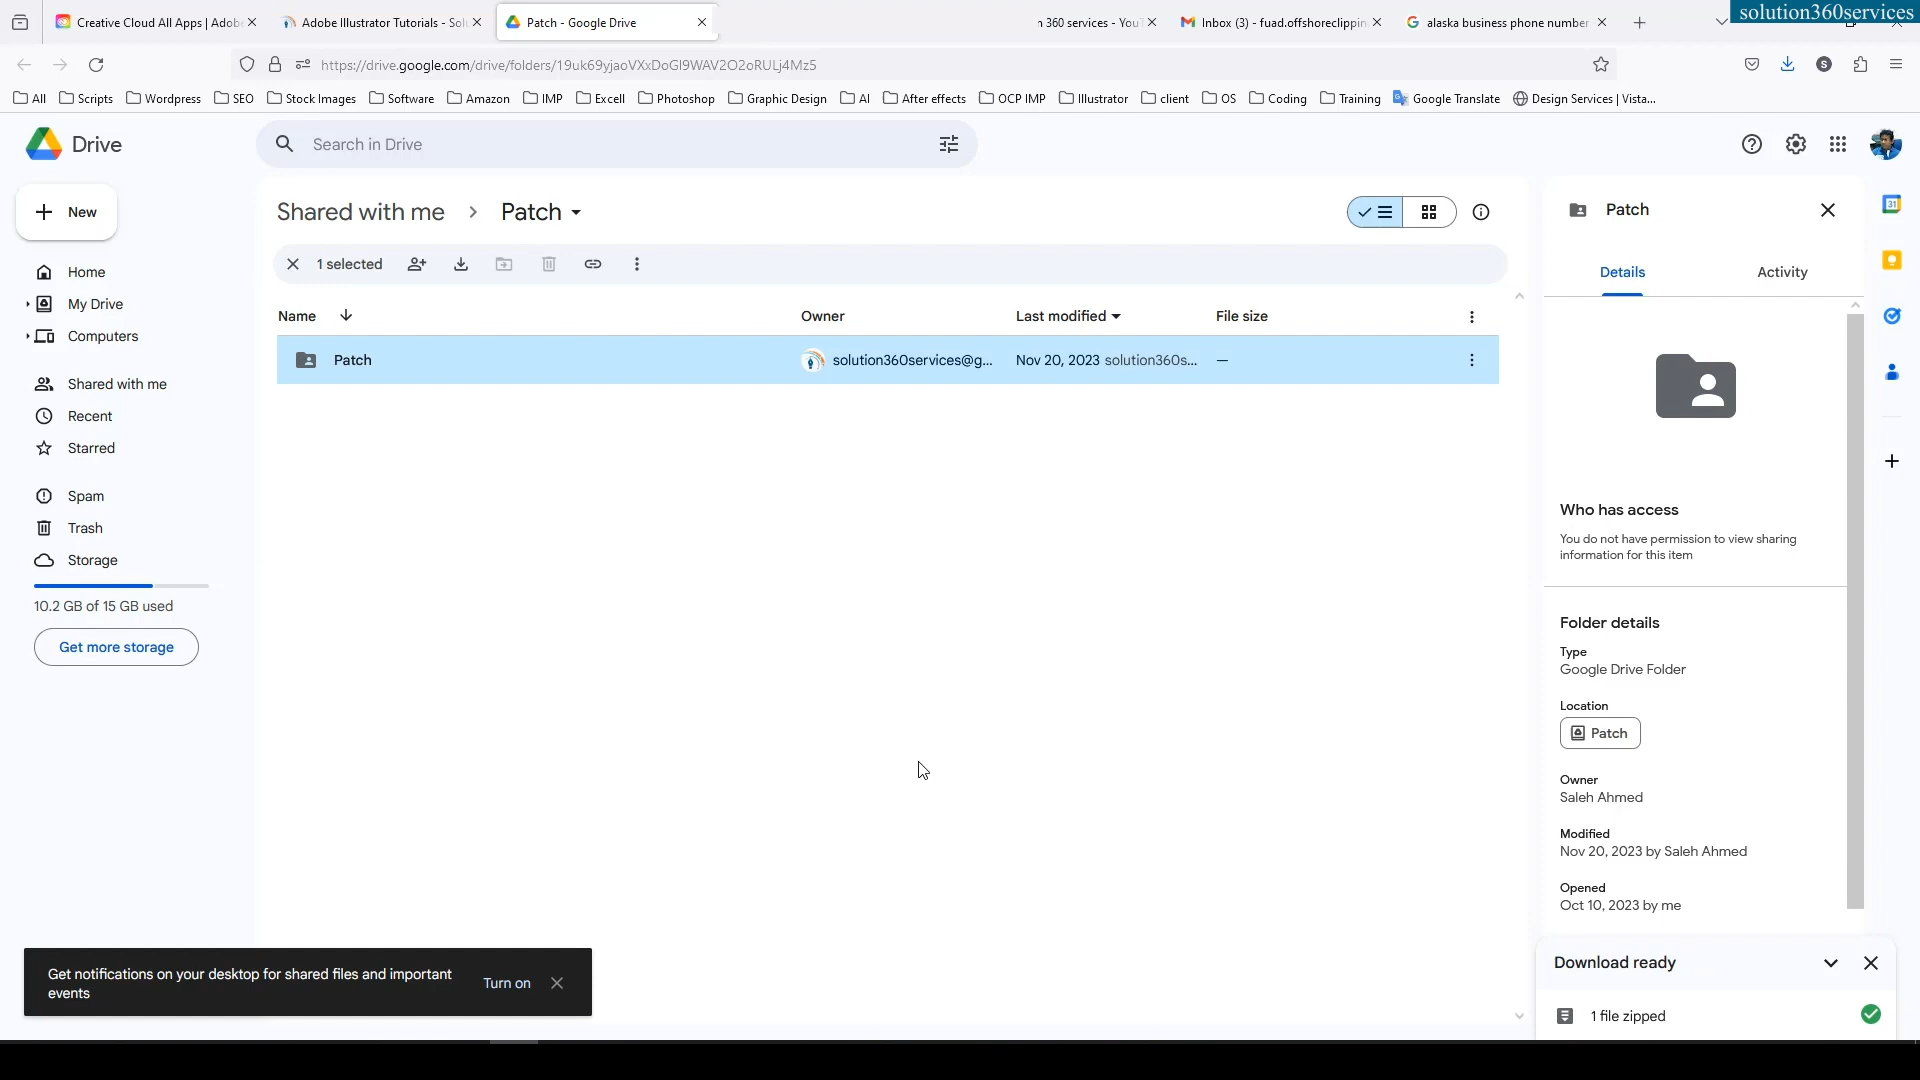 Creative Cloud All Apps | Adobe
Adobe Illustrator Tutorials - Solu
Patch - Google Drive
n 360 services - YouT
Inbox (3) - fuad.offshoreclippin
alaska business phone number
solution360services
https://drive.google.com/drive/folders/19uk69yjaoVXxDoGl9WAV2O2oRULj4Mz5
S
All
Scripts
Wordpress
SEO
Stock Images
Software
Amazon
IMP
Excell
Photoshop
Graphic Design
AI
After effects
OCP IMP
Illustrator
client
OS
Coding
Training
Google Translate
Design Services | Vista...
Drive
Search in Drive
New
Shared with me
Patch
Patch
31
1 selected
Home
My Drive
Computers
Shared with me
Recent
Starred
Spam
Trash
Storage
10.2 GB of 15 GB used
Get more storage
Name
Owner
Last modified
File size
Patch
solution360services@g...
Nov 20, 2023 solution360s...
—
Details
Activity
Who has access
You do not have permission to view sharing
information for this item
Folder details
Type
Google Drive Folder
Location
Patch
Owner
Saleh Ahmed
Modified
Nov 20, 2023 by Saleh Ahmed
Opened
Oct 10, 2023 by me
Get notifications on your desktop for shared files and important
events
Turn on
Download ready
1 file zipped